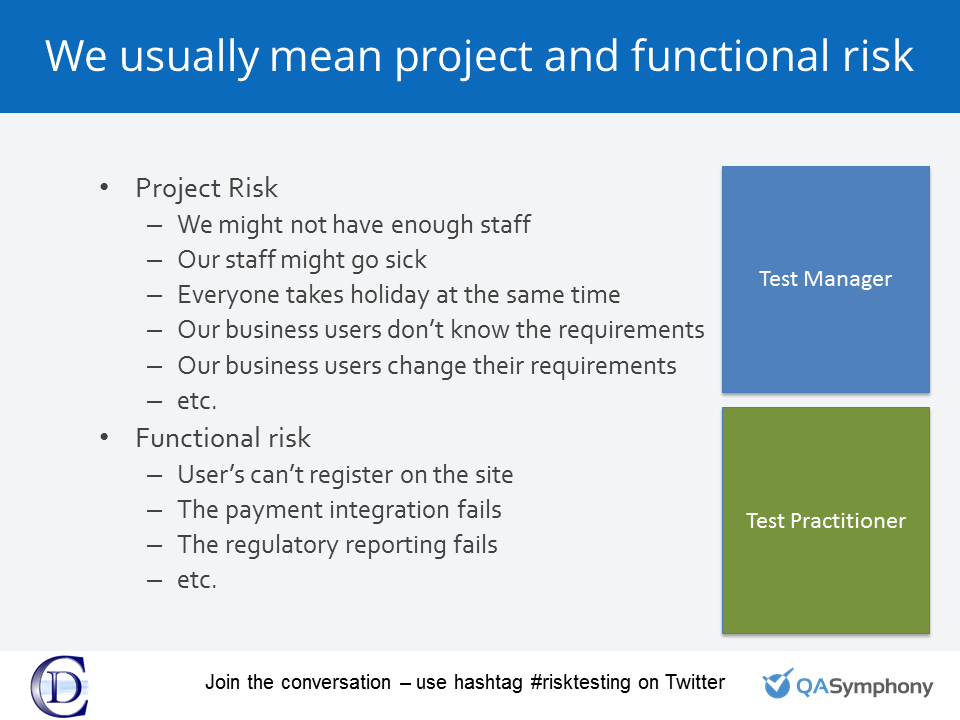 We usually mean project and functional risk
• Project Risk
– We might not have enough staff
– Our staff might go sick
– Everyone takes holiday at the same time
– Our business users don’t know the requirements
– Our business users change their requirements
– etc.
Test Manager
• Functional risk
– User’s can’t register on the site
– The payment integration fails
– The regulatory reporting fails
– etc.
Test Practitioner
CD
Join the conversation – use hashtag #risktesting on Twitter
QASymphony